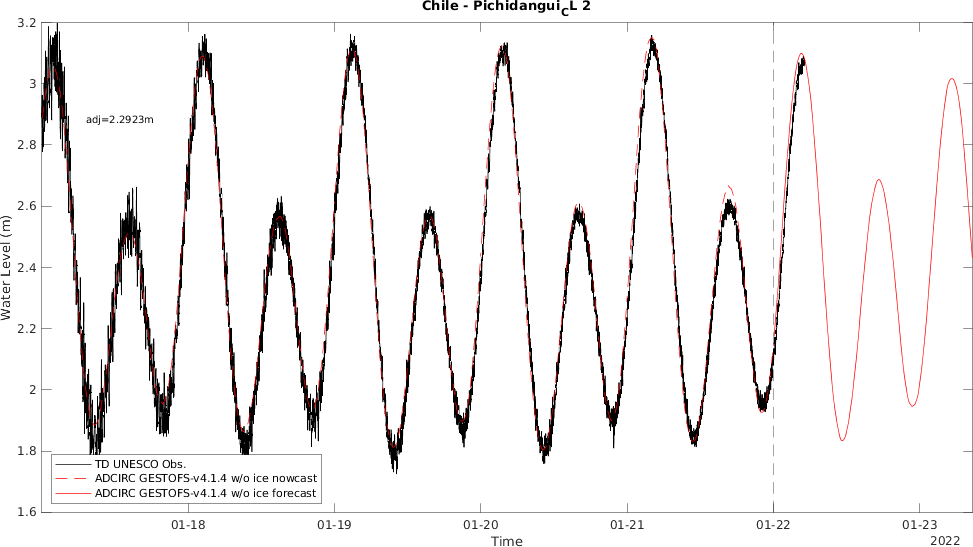 Chile - Pichidangui_CL 2
3.2
3
2.8
2.6
2.4
2.2
2
1.8
1.6
Water Level (m)
adj=2.2923m
TD UNESCO Obs.
ADCIRC GESTOFS-v4.1.4 w/o ice nowcast
ADCIRC GESTOFS-v4.1.4 w/o ice forecast
01-18
01-19
01-20
01-21
01-22
01-23
Time
2022